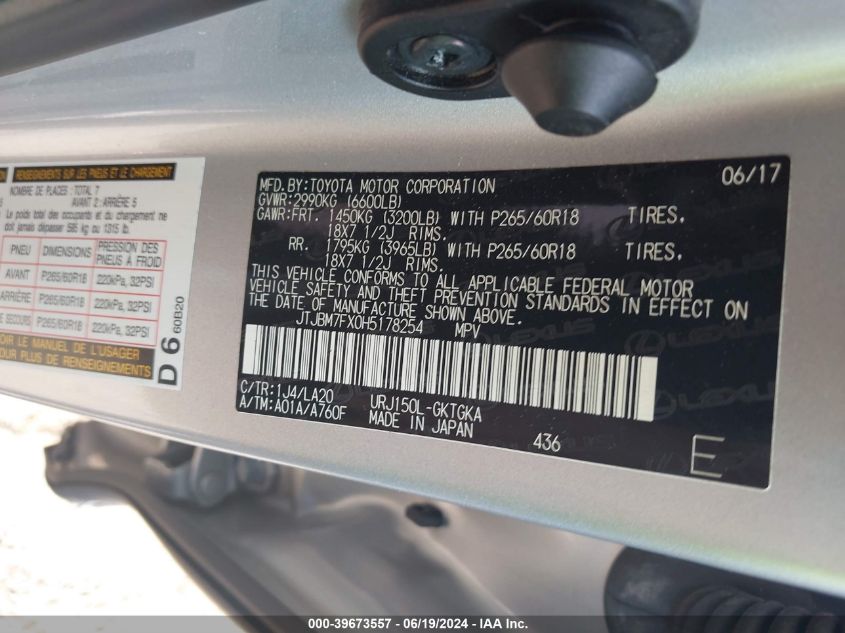 RENSEIGNEMENTS SUR LES PNEUS ET LE CHARGEMENT
NOMBRE DE PLACES: TOTAL 7
AVANT 2: ARRIÈRE 5
Le poids total des occupants et du chargement ne
doit jamais dépasser 595 kg ou 1315 lb.
PNEU DIMENSIONS PRESSION DES PNEUS À FROID
AVANT P265/60R18 220kPa, 32PSI
ARRIÈRE P265/60R18 220kPa, 32PSI
SECOURS P265/60R18 220kPa, 32PSI
VOIR LE MANUEL DE L'USAGER
POUR PLUS DE RENSEIGNEMENTS
D 6 60B20
MFD.BY:TOYOTA MOTOR CORPORATION 06/17
GVWR:2990KG (6600LB)
GAWR:FRT. 1450KG (3200LB) WITH P265/60R18 TIRES.
18X7 1/2J RIMS.
RR. 1795KG (3965LB) WITH P265/60R18 TIRES.
18X7 1/2J RIMS.
THIS VEHICLE CONFORMS TO ALL APPLICABLE FEDERAL MOTOR
VEHICLE SAFETY AND THEFT PREVENTION STANDARDS IN EFFECT ON
THE DATE OF MANUFACTURE SHOWN ABOVE.
JTJBM7FX0H5178254 MPV
C/TR:1J4/LA20 URJ150L-GKTGKA
A/TM:A01A/A760F MADE IN JAPAN 436
E
LEXUS
000-39673557 - 06/19/2024 - IAA Inc.